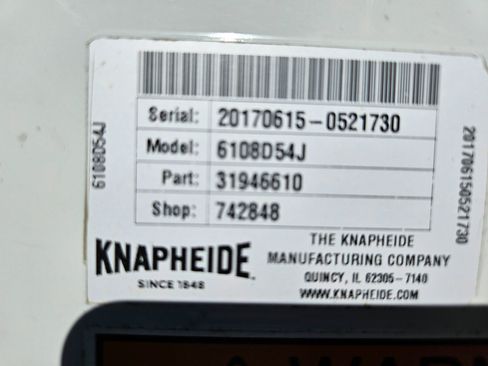 Serial: 20170615-0521730
Model: 6108D54J
Part: 31946610
Shop: 742848
KNAPHEIDE
SINCE 1848
THE KNAPHEIDE
MANUFACTURING COMPANY
QUINCY, IL 62305-7140
WWW.KNAPHEIDE.COM
6108D54J
201706150521730